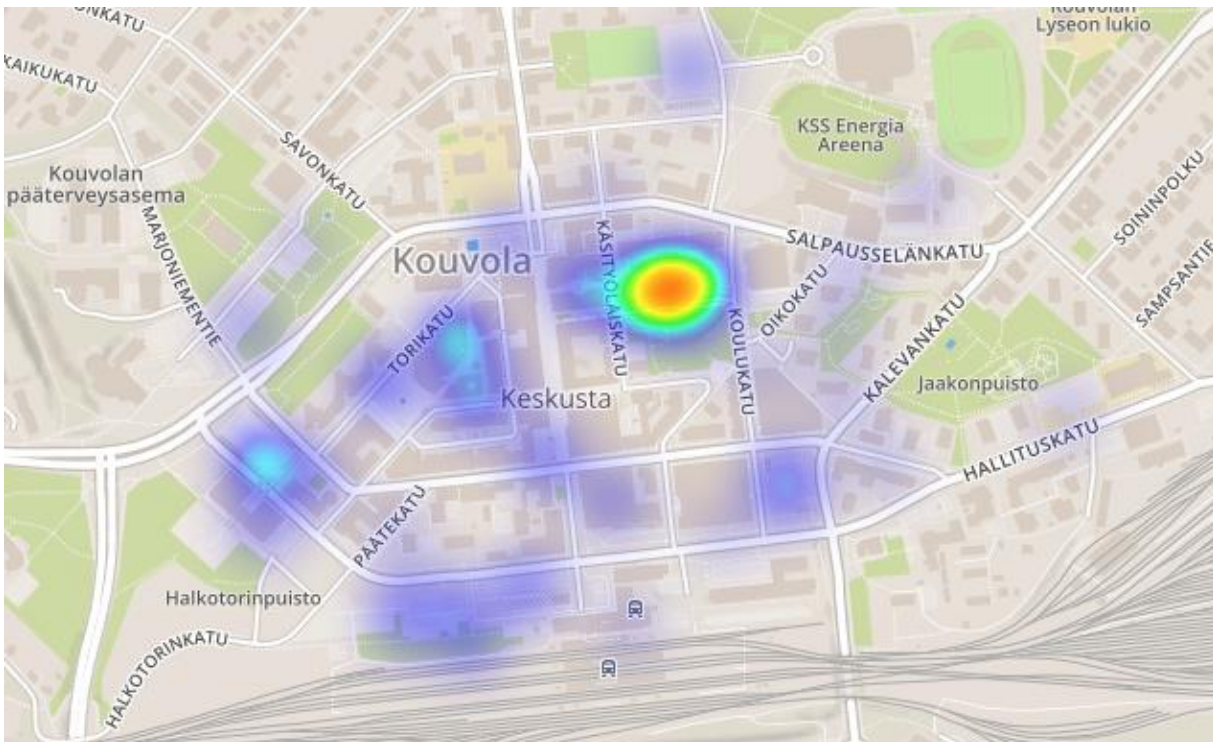 NKATU
Kouvolan
Lyseon lukio
KAIKUKATU
KSS Energia
Areena
SAVONKATU
Kouvolan
pääterveysasema
SOININPOLKU
MARJONIEMENTIE
KÄSITYÖLÄISKATU
SALPAUSSELÄNKATU
Kouvola
SAMPSANTIE
OIKOKATU
TORIKATU
KOULUKATU
KALEVANKATU
Jaakonpuisto
Keskusta
HALLITUSKATU
PÄÄTEKATU
Halkotorinpuisto
HALKOTORINKATU